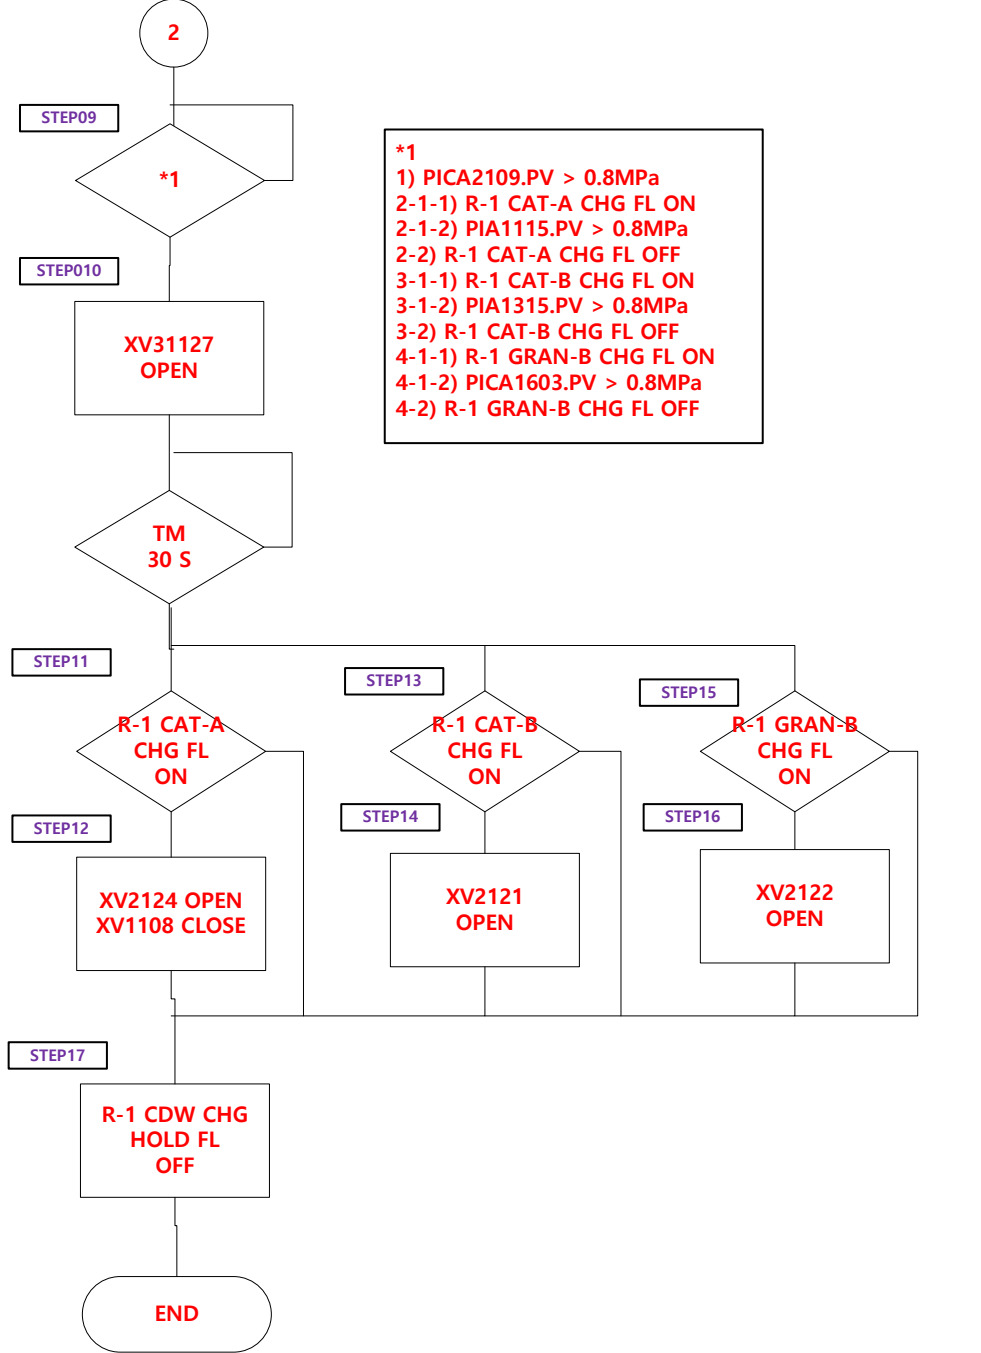 2
STEP09
*1
*1
1) PICA2109.PV > 0.8MPa
2-1-1) R-1 CAT-A CHG FL ON
2-1-2) PIA1115.PV > 0.8MPa
2-2) R-1 CAT-A CHG FL OFF
3-1-1) R-1 CAT-B CHG FL ON
3-1-2) PIA1315.PV > 0.8MPa
3-2) R-1 CAT-B CHG FL OFF
4-1-1) R-1 GRAN-B CHG FL ON
4-1-2) PICA1603.PV > 0.8MPa
4-2) R-1 GRAN-B CHG FL OFF
STEP010
XV31127
OPEN
TM
30 S
STEP11
R-1 CAT-A
CHG FL
ON
STEP13
R-1 CAT-B
CHG FL
ON
STEP15
R-1 GRAN-B
CHG FL
ON
STEP12
XV2124 OPEN
XV1108 CLOSE
STEP14
XV2121
OPEN
STEP16
XV2122
OPEN
STEP17
R-1 CDW CHG
HOLD FL
OFF
END